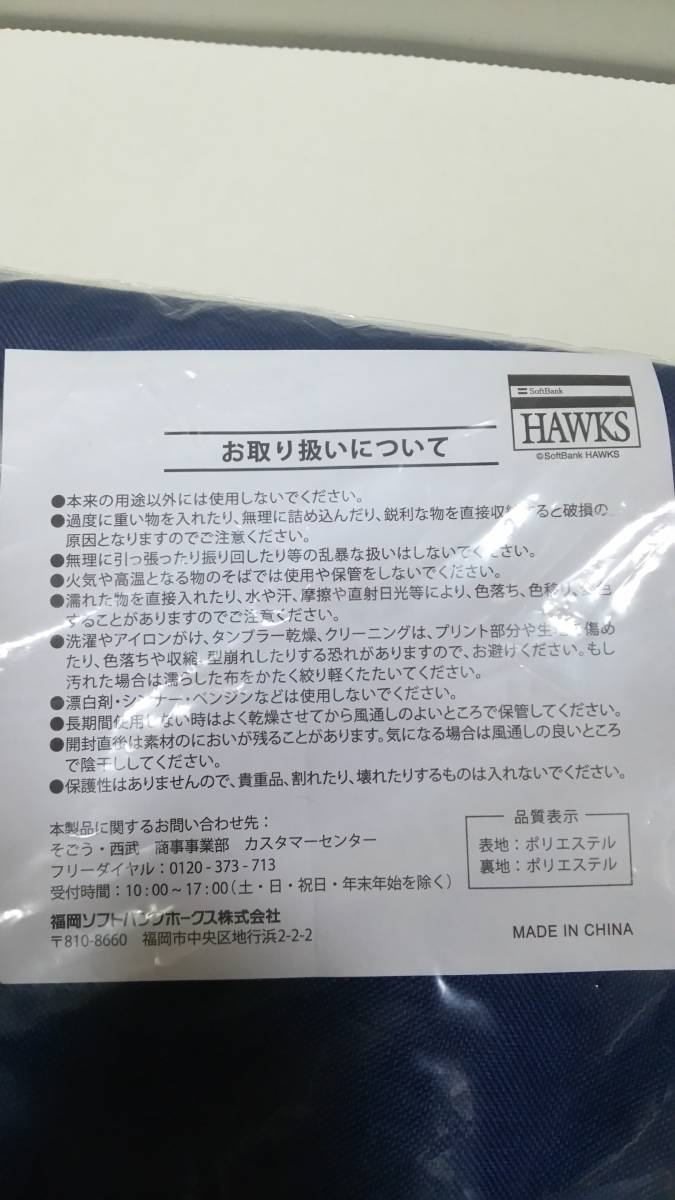 SoftBank
HAWKS
©SoftBank HAWKS
お取り扱いについて
●本来の用途以外には使用しないでください。
●過度に重い物を入れたり、無理に詰め込んだり、鋭利な物を直接収 すると破損の
原因となりますのでご注意ください。
●無理に引っ張ったり振り回したり等の乱暴な扱いはしないでください。
●火気や高温となる物のそばでは使用や保管をしないでください。
●濡れた物を直接入れたり、水や汗、摩擦や直射日光等により、色落ち、色移り、
することがありますのでご注意ください。
●洗濯やアイロンがけ、タンブラー乾燥、クリーニングは、プリント部分や生地を傷め
たり、色落ちや収縮、型崩れしたりする恐れがありますので、お避けください。もし
汚れた場合は濡らした布をかたく絞り軽くたたいてください。
●漂白剤・シンナー・ベンジンなどは使用しないでください。
●長期間使用しない時はよく乾燥させてから風通しのよいところで保管してください。
●開封直後は素材のにおいが残ることがあります。気になる場合は風通しの良いところ
で陰干ししてください。
●保護性はありませんので、貴重品、割れたり、壊れたりするものは入れないでください。
本製品に関するお問い合わせ先：
そごう・西武 商事事業部 カスタマーセンター
フリーダイヤル：0120-373-713
受付時間：10:00～17:00（土・日・祝日・年末年始を除く）
福岡ソフトバンクホークス株式会社
〒810-8660 福岡市中央区地行浜2-2-2
品質表示
表地：ポリエステル
裏地：ポリエステル
MADE IN CHINA